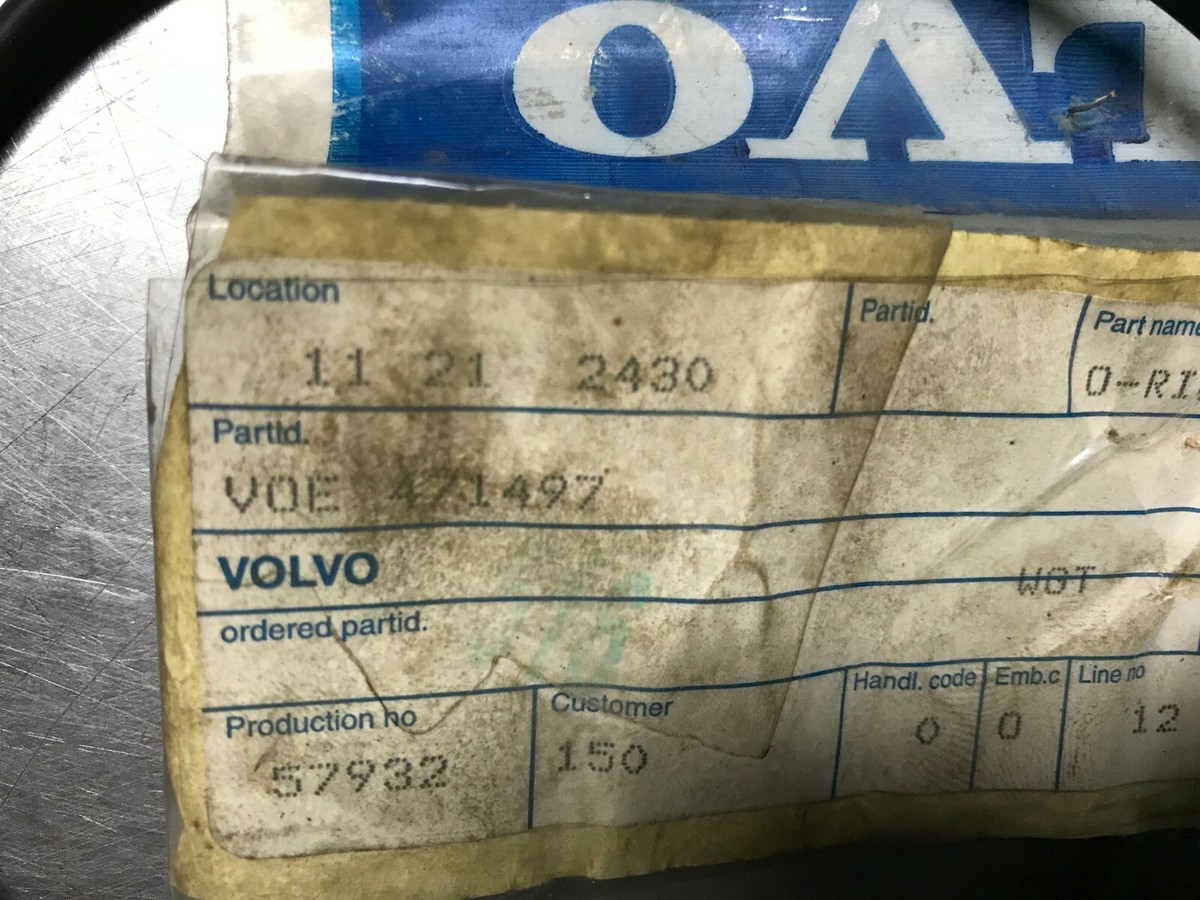 OLV
Location Partid. Part name
11 21 2430 O-RI
Partid.
VOE 471497
VOLVO
WGT
ordered partid.
Production no Customer Handl. code Emb.c Line no
57932 150 0 0 12